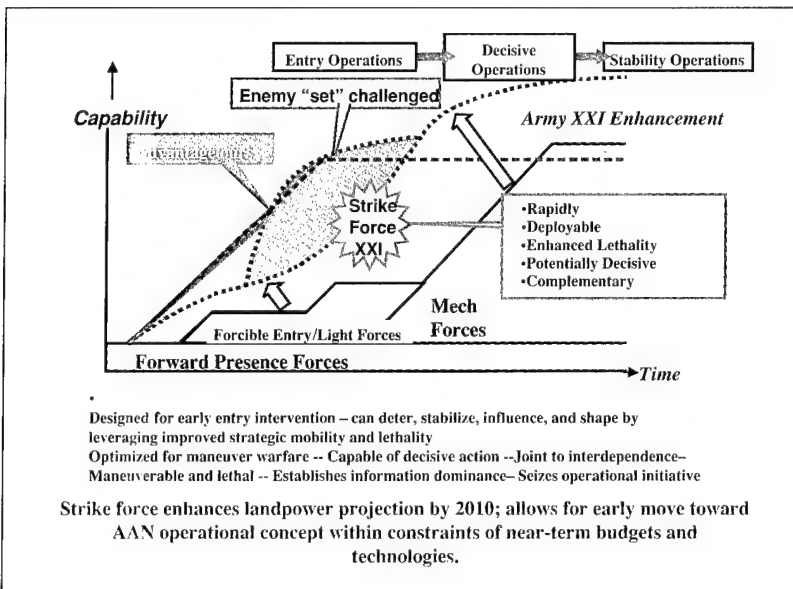 Entry Operations
Decisive
Operations
Stability Operations
Enemy "set" challenged
Capability
Army XXI Enhancement
Strike
Force
XXI
•Rapidly
•Deployable
•Enhanced Lethality
•Potentially Decisive
•Complementary
Mech
Forces
Forcible Entry/Light Forces
Forward Presence Forces
Time
•
Designed for early entry intervention – can deter, stabilize, influence, and shape by
leveraging improved strategic mobility and lethality
Optimized for maneuver warfare -- Capable of decisive action --Joint to interdependence–
Maneuverable and lethal -- Establishes information dominance– Seizes operational initiative
Strike force enhances landpower projection by 2010; allows for early move toward
AAN operational concept within constraints of near-term budgets and
technologies.